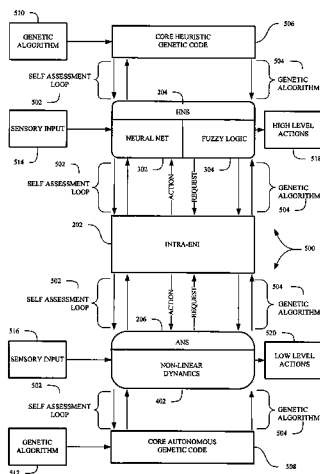 510
GENETIC ALGORITHM
CORE HEURISTIC GENETIC CODE
506
502
SELF ASSESSMENT LOOP
504
GENETIC ALGORITHM
204
ENS
SENSORY INPUT
514
NEURAL NET
302
FUZZY LOGIC
304
HIGH LEVEL ACTIONS
518
502
SELF ASSESSMENT LOOP
ACTION
REQUEST
GENETIC ALGORITHM
504
202
INTRA-ENI
500
502
SELF ASSESSMENT LOOP
ACTION
REQUEST
504
GENETIC ALGORITHM
206
ANS
516
SENSORY INPUT
NON-LINEAR DYNAMICS
402
520
LOW LEVEL ACTIONS
502
SELF ASSESSMENT LOOP
GENETIC ALGORITHM
504
GENETIC ALGORITHM
512
CORE AUTONOMOUS GENETIC CODE
508